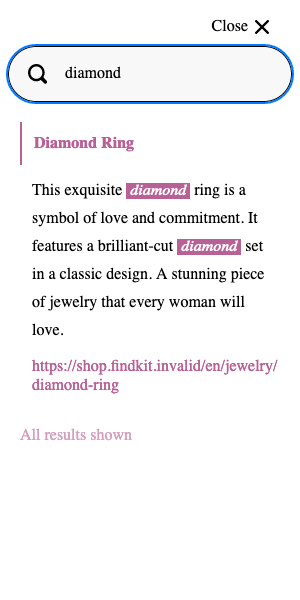 Close
diamond
Diamond Ring
This exquisite diamond ring is a
symbol of love and commitment. It
features a brilliant-cut diamond set
in a classic design. A stunning piece
of jewelry that every woman will
love.
https://shop.findkit.invalid/en/jewelry/
diamond-ring
All results shown